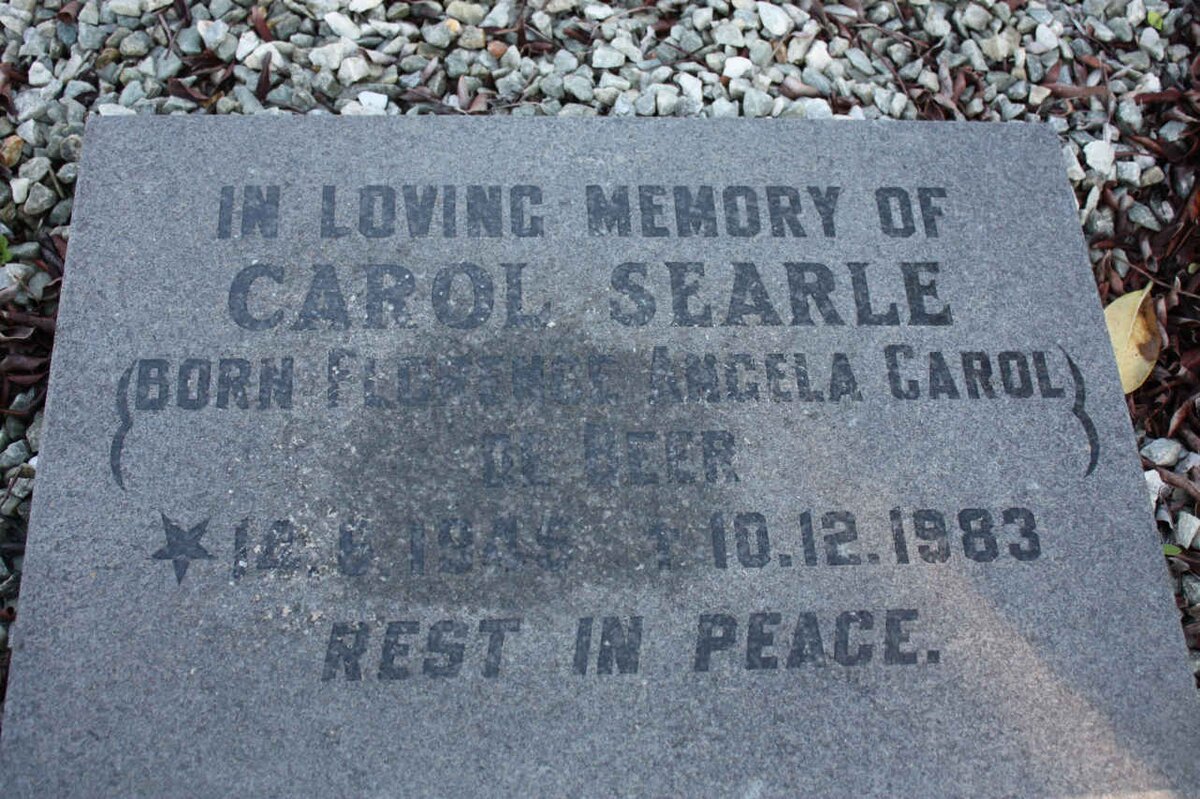 IN LOVING MEMORY OF
CAROL SEARLE
(BORN FLORENCE ANGELA CAROL)
DE BEER
† 10.12.1983
REST IN PEACE.